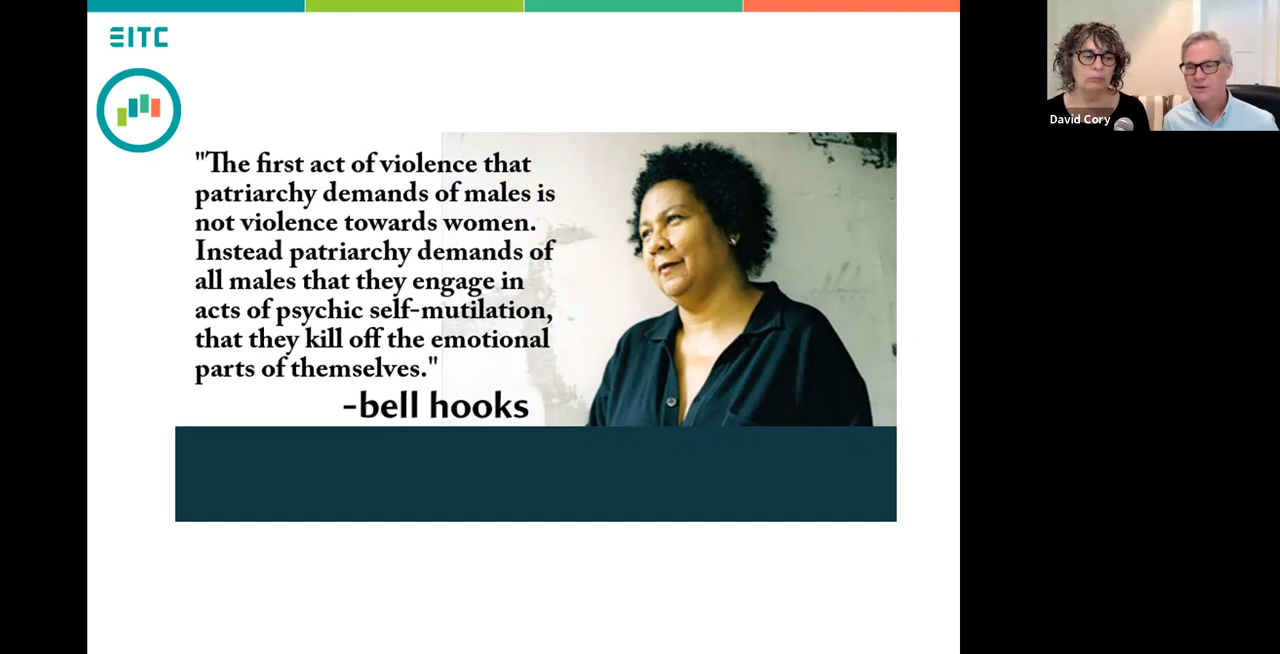 EITC
"The first act of violence that
patriarchy demands of males is
not violence towards women.
Instead patriarchy demands of
all males that they engage in
acts of psychic self-mutilation,
that they kill off the emotional
parts of themselves."
-bell hooks
David Cory